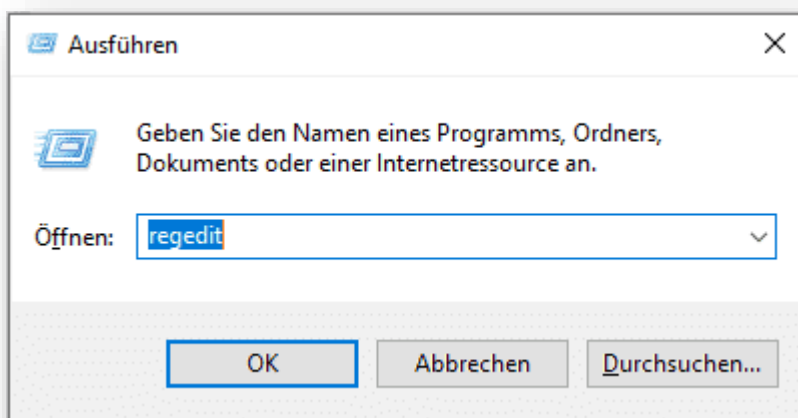 Ausführen
Geben Sie den Namen eines Programms, Ordners,
Dokuments oder einer Internetressource an.
Öffnen: regedit
OK Abbrechen Durchsuchen...